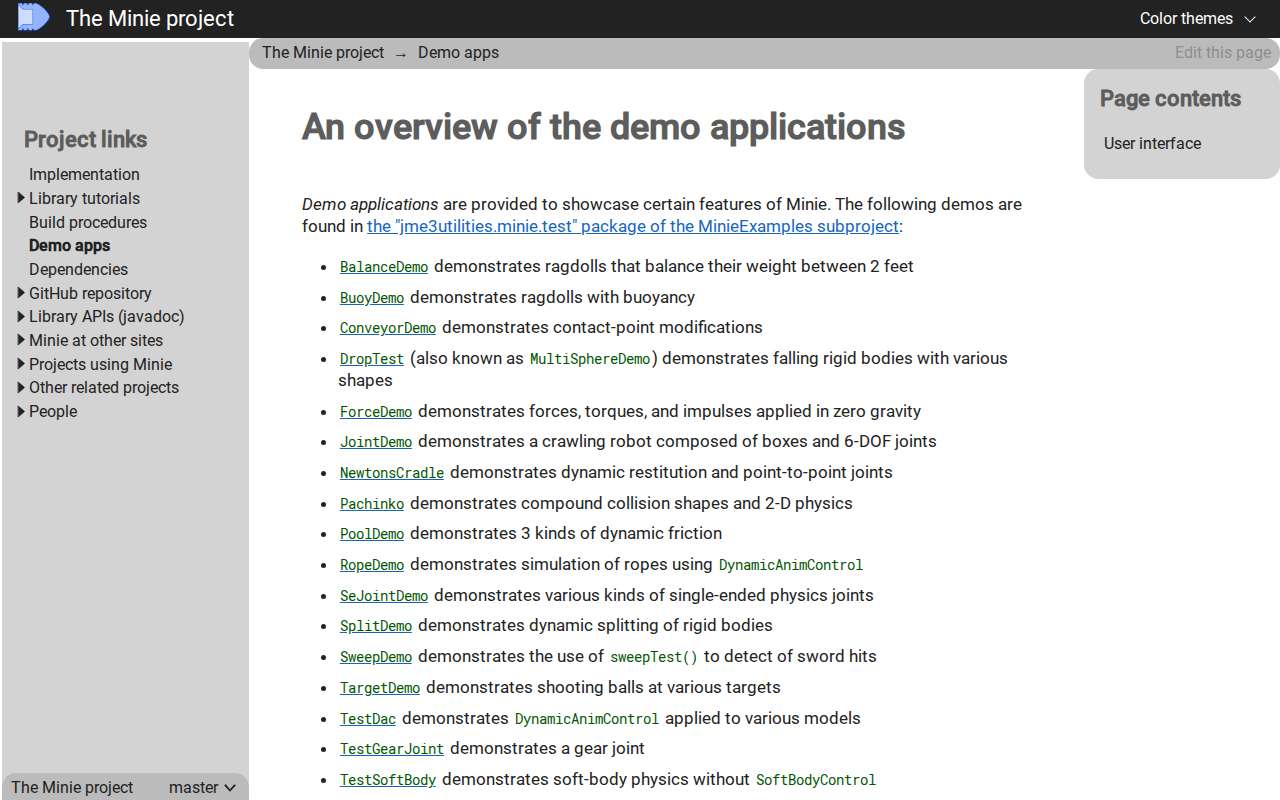 The Minie project
Color themes
The Minie project → Demo apps
Edit this page
Project links
Implementation
Library tutorials
Build procedures
Demo apps
Dependencies
GitHub repository
Library APIs (javadoc)
Minie at other sites
Projects using Minie
Other related projects
People
The Minie project
master
An overview of the demo applications
Demo applications are provided to showcase certain features of Minie. The following demos are
found in the "jme3utilities.minie.test" package of the MinieExamples subproject:
BalanceDemo demonstrates ragdolls that balance their weight between 2 feet
BuoyDemo demonstrates ragdolls with buoyancy
ConveyorDemo demonstrates contact-point modifications
DropTest (also known as MultiSphereDemo) demonstrates falling rigid bodies with various
shapes
ForceDemo demonstrates forces, torques, and impulses applied in zero gravity
JointDemo demonstrates a crawling robot composed of boxes and 6-DOF joints
NewtonsCradle demonstrates dynamic restitution and point-to-point joints
Pachinko demonstrates compound collision shapes and 2-D physics
PoolDemo demonstrates 3 kinds of dynamic friction
RopeDemo demonstrates simulation of ropes using DynamicAnimControl
SeJointDemo demonstrates various kinds of single-ended physics joints
SplitDemo demonstrates dynamic splitting of rigid bodies
SweepDemo demonstrates the use of sweepTest() to detect of sword hits
TargetDemo demonstrates shooting balls at various targets
TestDac demonstrates DynamicAnimControl applied to various models
TestGearJoint demonstrates a gear joint
TestSoftBody demonstrates soft-body physics without SoftBodyControl
Page contents
User interface